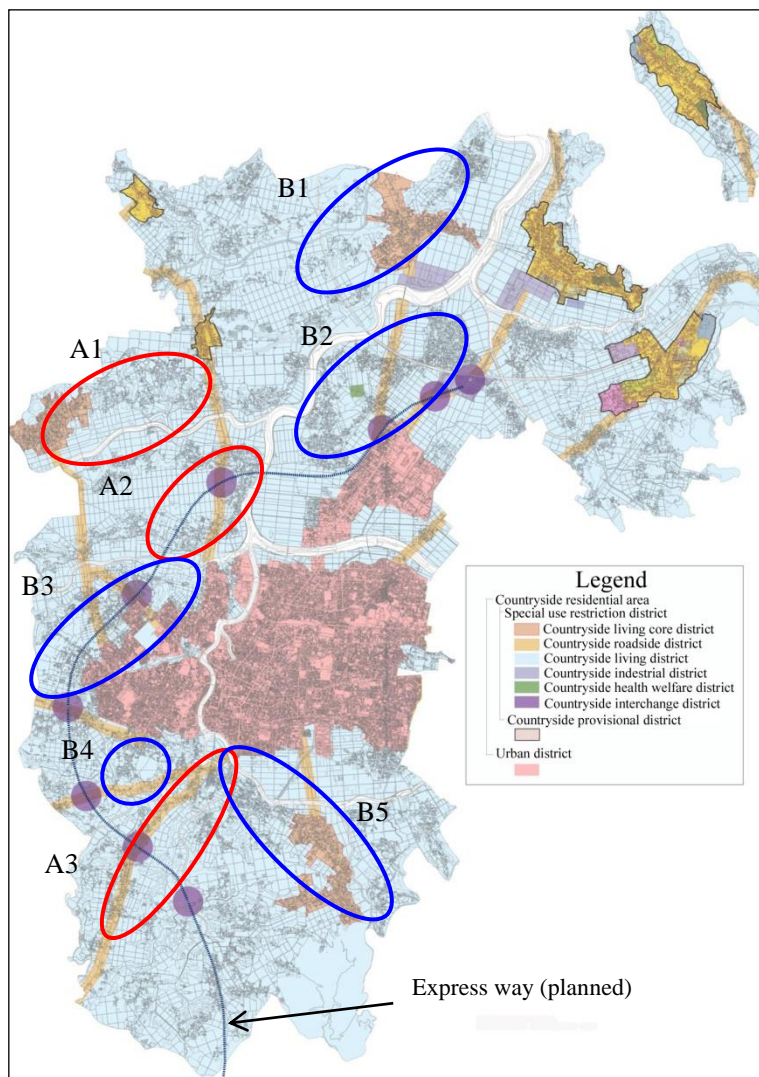 B1
B2
A1
A2
B3
Legend
Countryside residential area
Special use restriction district
Countryside living core district
Countryside roadside district
Countryside living district
Countryside indestrial district
Countryside health welfare district
Countryside interchange district
Countryside provisional district
Urban district
B4
B5
A3
Express way (planned)